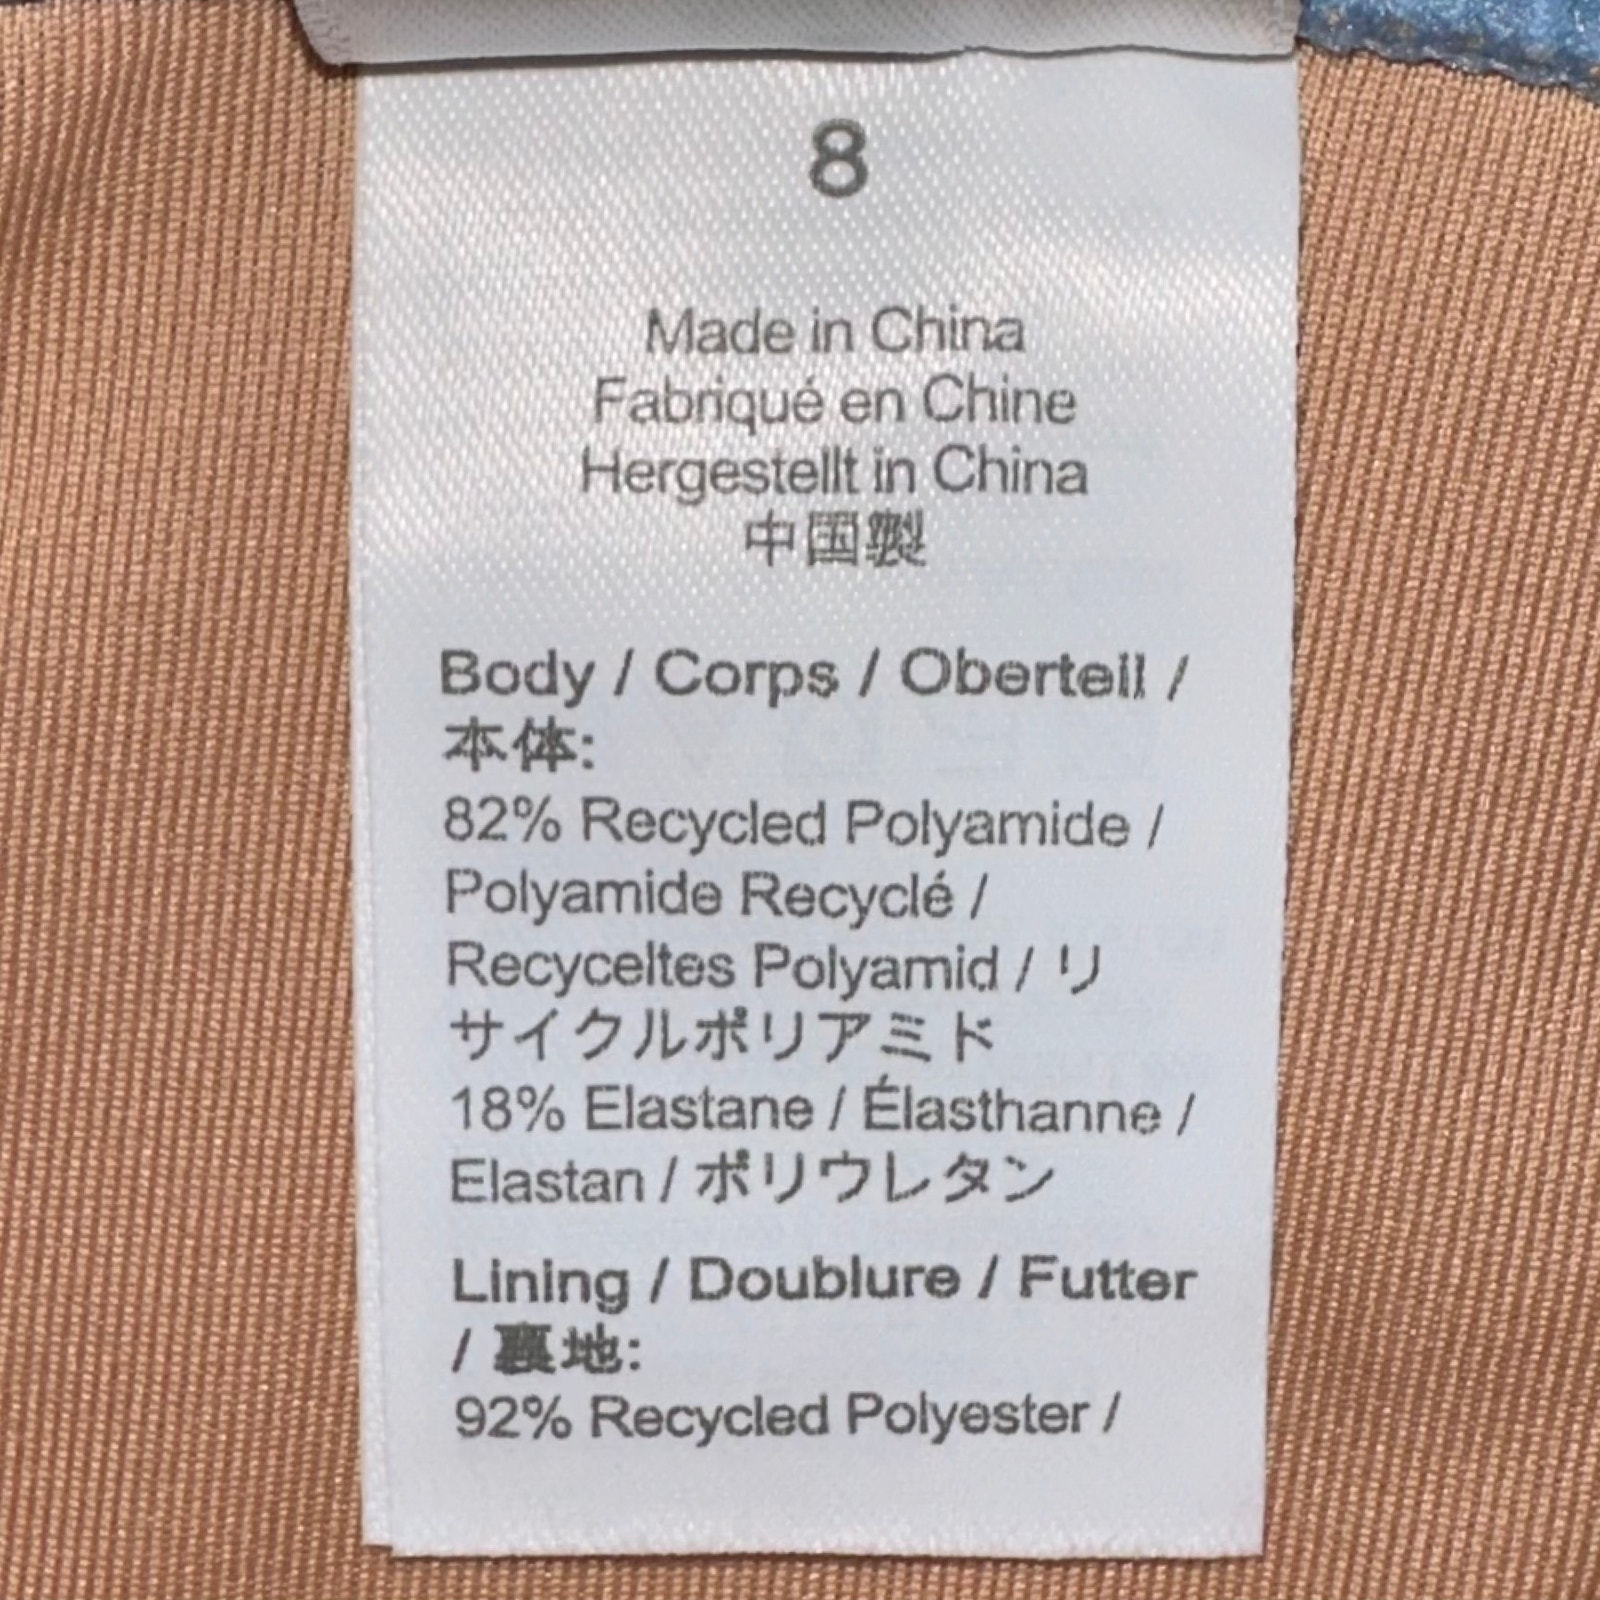 8
Made in China
Fabriqué en Chine
Hergestellt in China
中国製
Body / Corps / Oberteil /
本体:
82% Recycled Polyamide /
Polyamide Recyclé /
Recyceltes Polyamid / リ
サイクルポリアミド
18% Elastane / Élasthanne /
Elastan / ポリウレタン
Lining / Doublure / Futter
/ 裏地:
92% Recycled Polyester /